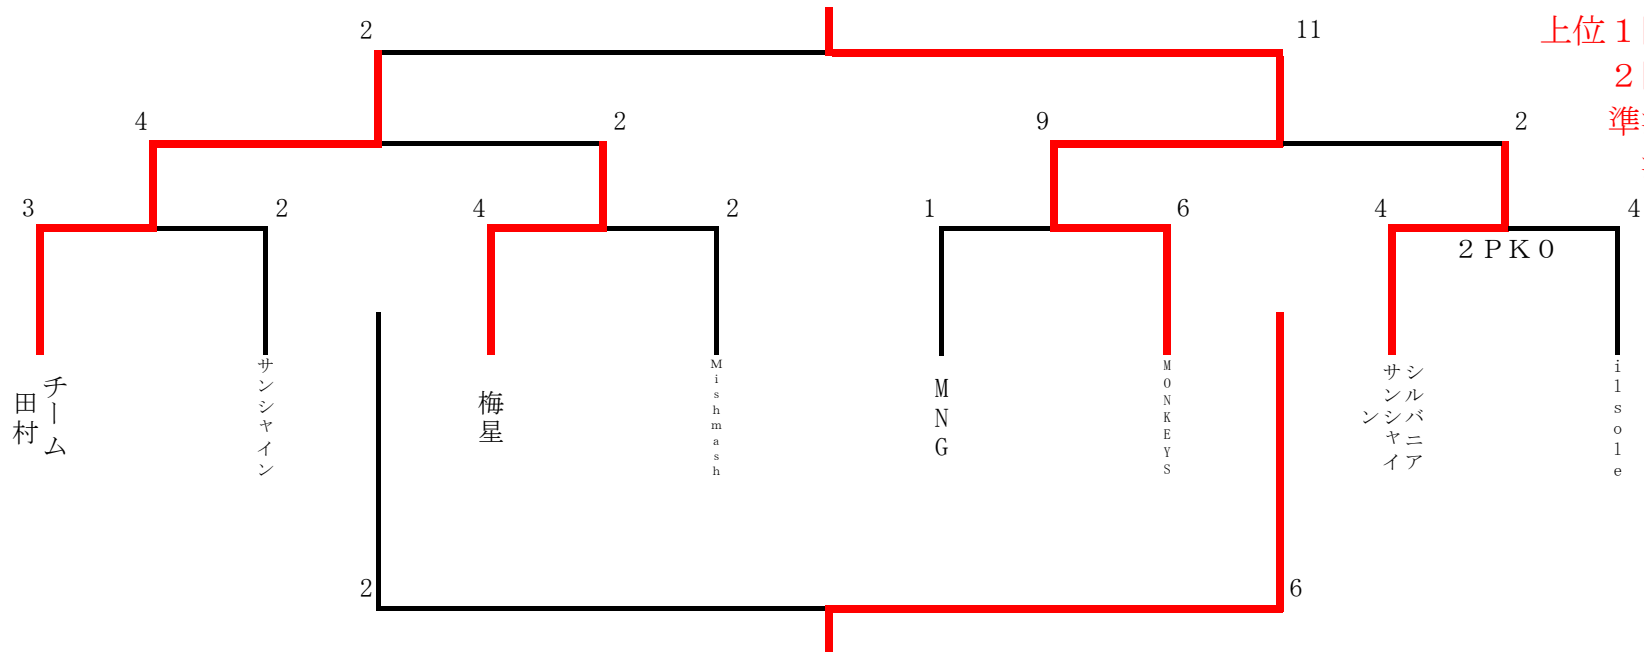 2
11
上位1
2
準
4
2
9
2
3
2
4
2
1
6
4
4
2PK0
チーム
田村
サンシャイン
梅星
Mishmash
MNG
MONKEYS
シルバニア
サンシャイ
ン
ilsole
2
6